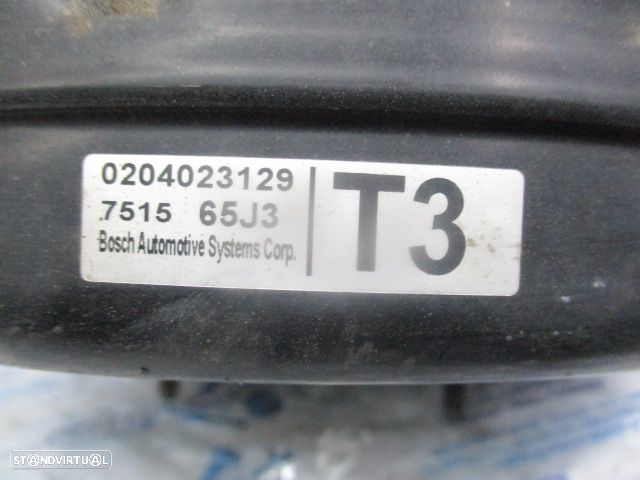 0204023129
7515 65J3
Bosch Automotive Systems Corp.
T3
STANDVIRTUAL